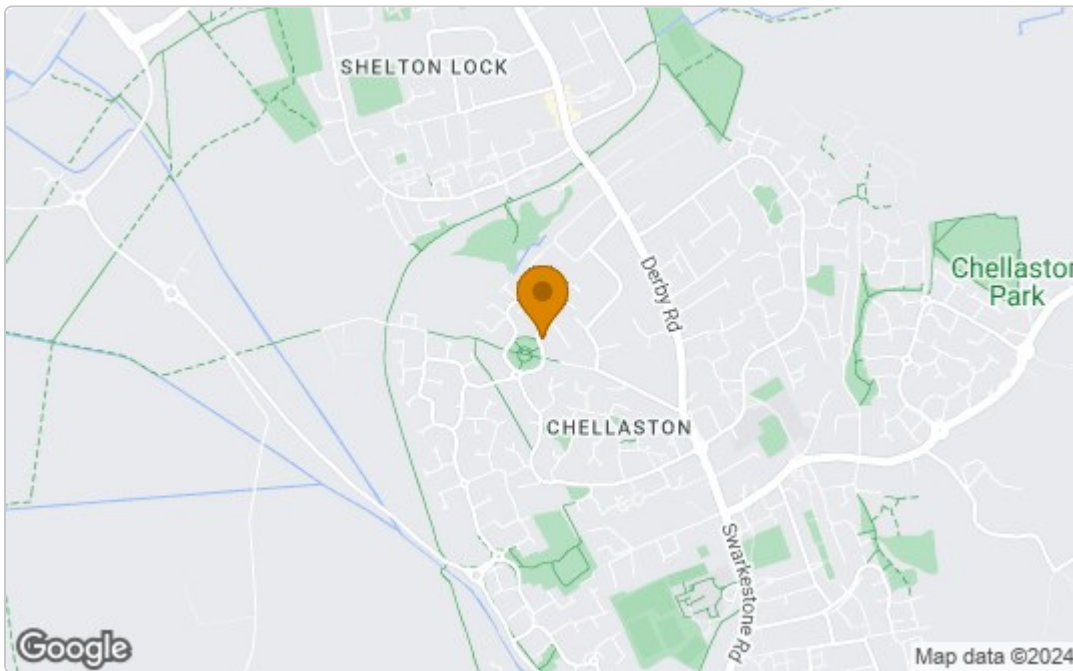 SHELTON LOCK
Derby Rd
Chellaston
Park
CHELLASTON
Swarkestone Rd
Google
Map data ©2024